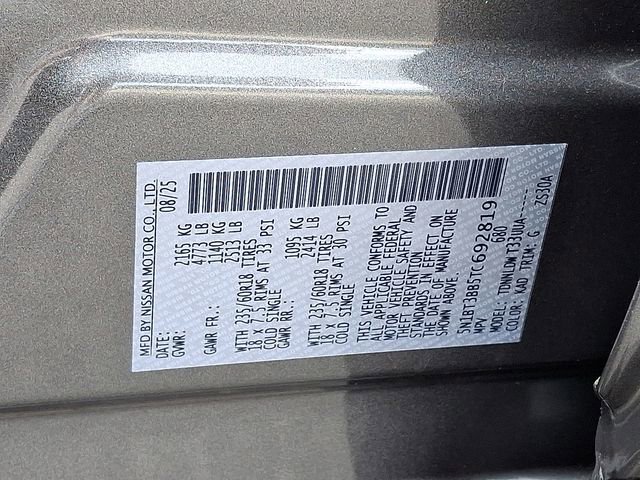 MFD BY NISSAN MOTOR CO., LTD.
DATE: 08/25
GVWR: 2165 KG
4773 LB
GAWR FR.: 1140 KG
2513 LB
WITH 235/60R18 TIRES
18 x 7.5 RIMS AT 33 PSI
COLD SINGLE
GAWR RR.: 1095 KG
2414 LB
WITH 235/60R18 TIRES
18 x 7.5 RIMS AT 30 PSI
COLD SINGLE
THIS VEHICLE CONFORMS TO
ALL APPLICABLE FEDERAL
MOTOR VEHICLE SAFETY AND
THEFT PREVENTION
STANDARDS IN EFFECT ON
THE DATE OF MANUFACTURE
SHOWN ABOVE.
5N1BT3BB5TC692819
MPV 680
MODEL: T33UUA-----
COLOR: KAD TRIM: G ZS30A